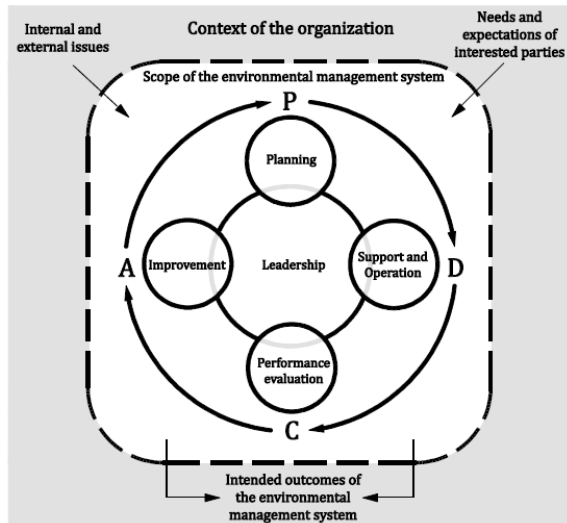 Context of the organization
Internal and
external issues
Needs and
expectations of
interested parties
Scope of the environmental management system
P
Planning
A
Improvement
Leadership
Support and
Operation
D
Performance
evaluation
C
Intended outcomes of
the environmental
management system